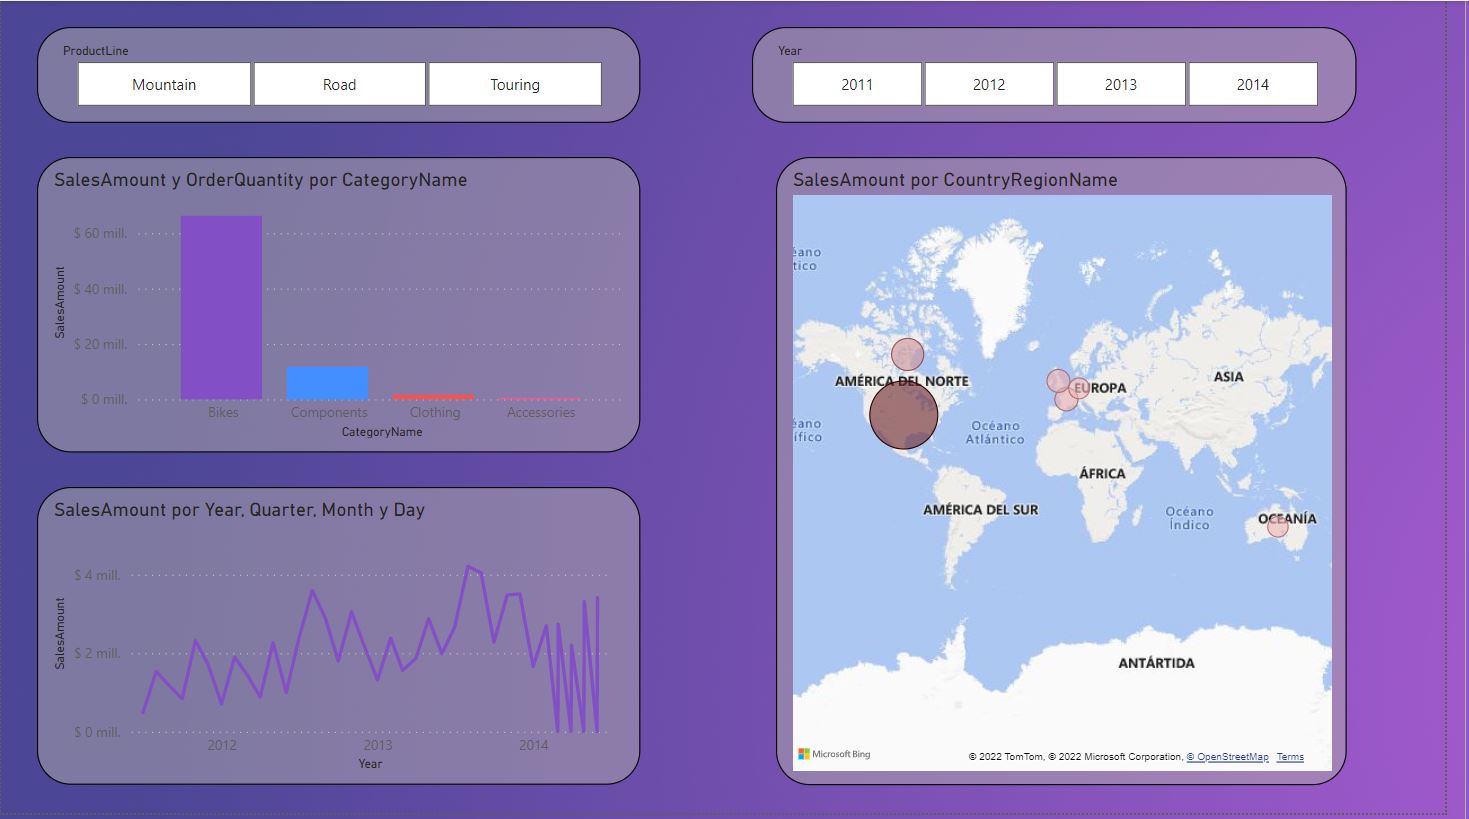 ProductLine
Mountain
Road
Touring
Year
2011
2012
2013
2014
SalesAmount y OrderQuantity por CategoryName
$ 60 mill.
$ 40 mill.
$ 20 mill.
$ 0 mill.
SalesAmount
Bikes
Components
Clothing
Accessories
CategoryName
SalesAmount por Year, Quarter, Month y Day
$ 4 mill.
$ 2 mill.
$ 0 mill.
SalesAmount
2012
2013
2014
Year
SalesAmount por CountryRegionName
éano
tico
AMÉRICA DEL NORTE
EUROPA
ASIA
éano
ífico
Océano
Atlántico
ÁFRICA
AMÉRICA DEL SUR
Océano
Índico
OCEANÍA
ANTÁRTIDA
Microsoft Bing
© 2022 TomTom, © 2022 Microsoft Corporation, © OpenStreetMap Terms